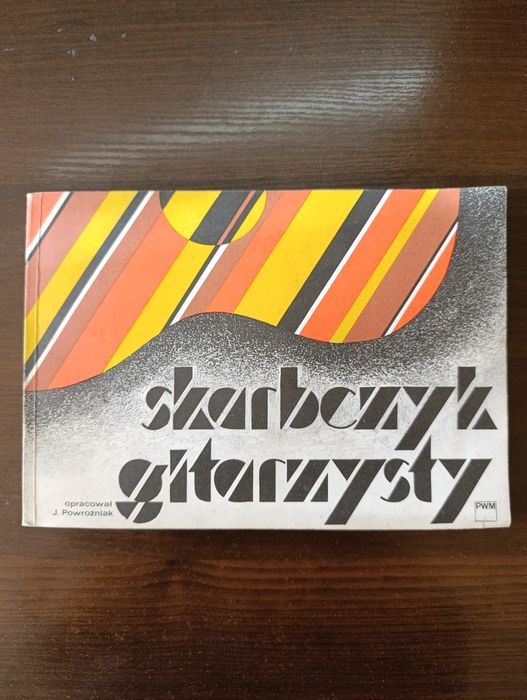 skarbczyk
gitarzysty
opracował
J. Powroźniak
PWM